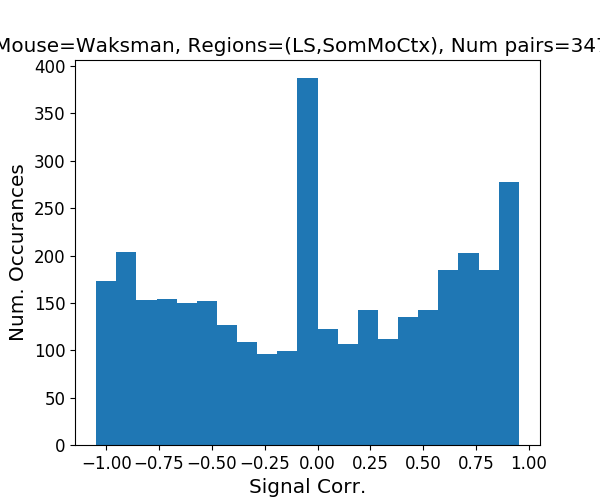 Mouse=Waksman, Regions=(LS,SomMoCtx), Num pairs=347
400
350
300
250
200
150
100
50
0
Num. Occurances
−1.00 −0.75 −0.50 −0.25 0.00 0.25 0.50 0.75 1.00
Signal Corr.